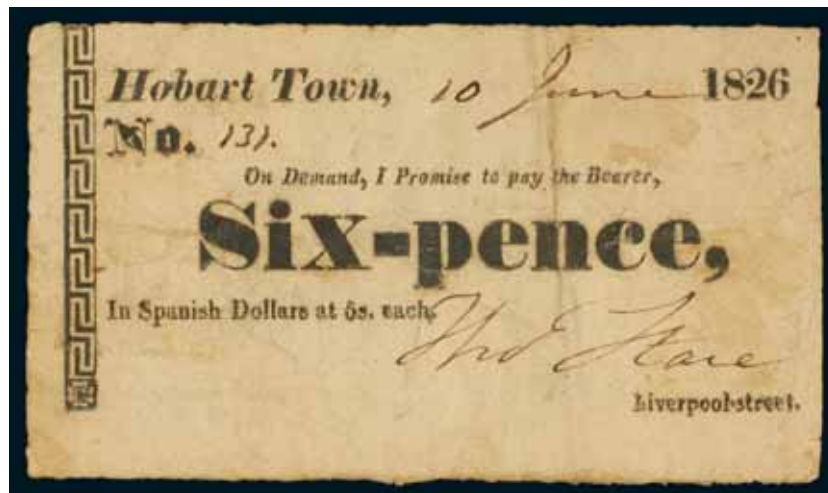 Hobart Town, 10 June 1826
No. 131.
On Demand, I Promise to pay the Bearer,
Six-pence,
In Spanish Dollars at 5s. each.
Thos
Liverpool-street.